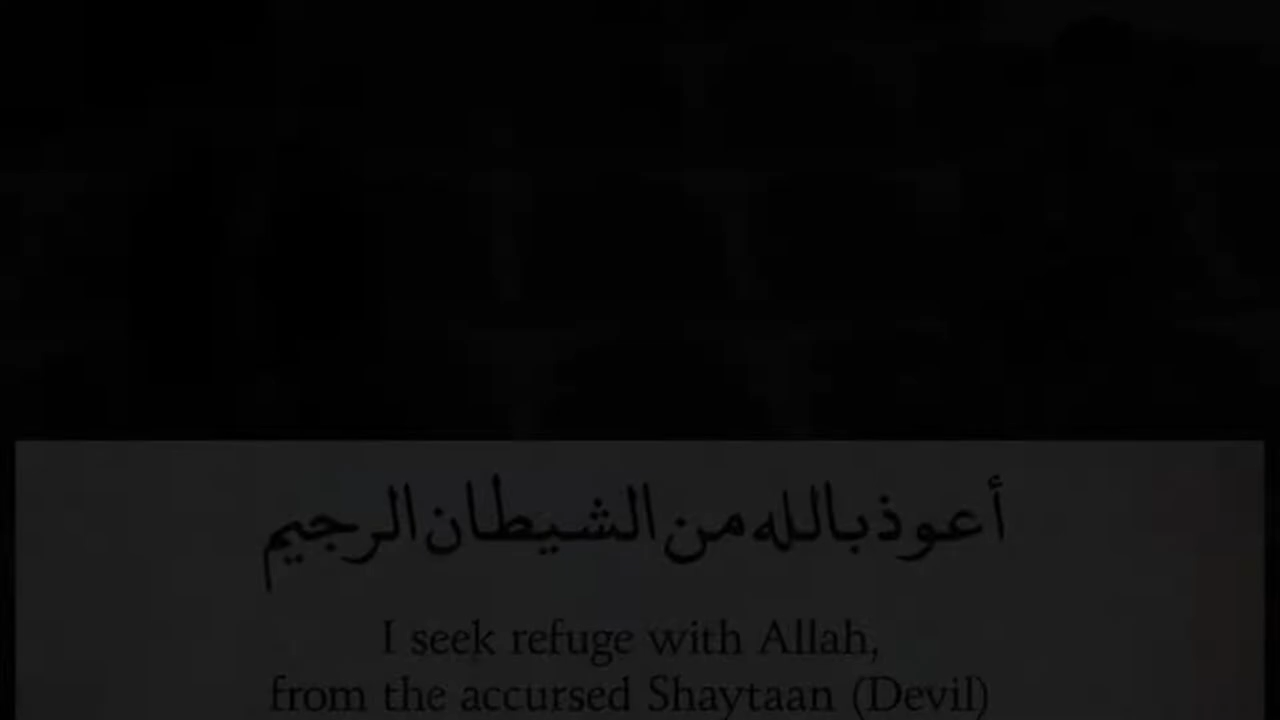 أعوذ بالله من الشيطان الرجيم
I seek refuge with Allah,
from the accursed Shaytaan (Devil)